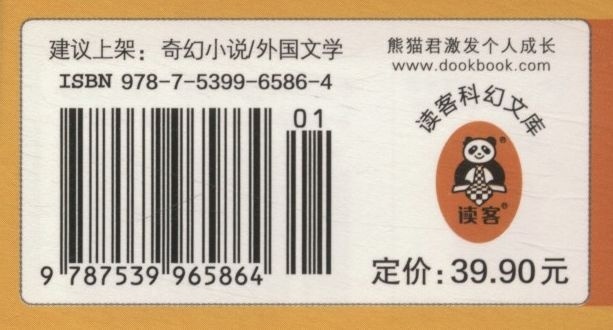 建议上架：奇幻小说/外国文学
ISBN 978-7-5399-6586-4
01
9 787539 965864
熊猫君激发个人成长
www.dookbook.com
读客科幻文库
读客
®
定价：39.90元